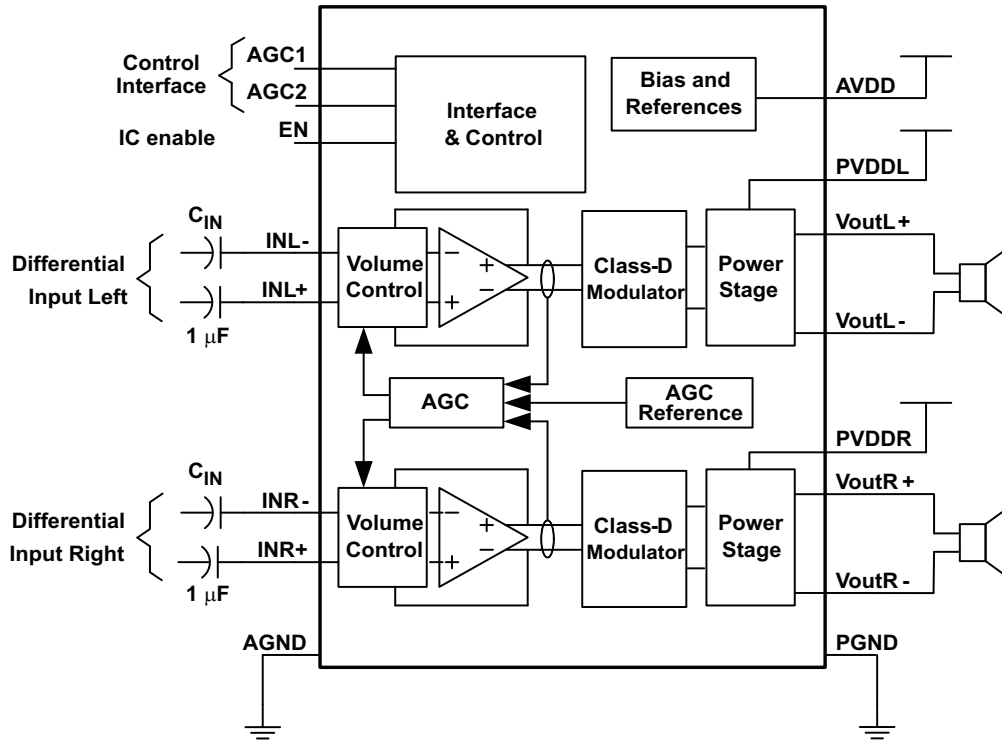 Control
Interface
AGC1
AGC2
IC enable
EN
Interface
& Control
Bias and
References
AVDD
PVDDL
Differential
Input Left
CIN
INL-
INL+
1 μF
Volume
Control
−
+
+
−
Class-D
Modulator
Power
Stage
VoutL+
VoutL-
AGC
AGC
Reference
PVDDR
Differential
Input Right
CIN
INR-
INR+
1 μF
Volume
Control
−
+
+
−
Class-D
Modulator
Power
Stage
VoutR+
VoutR-
AGND
PGND